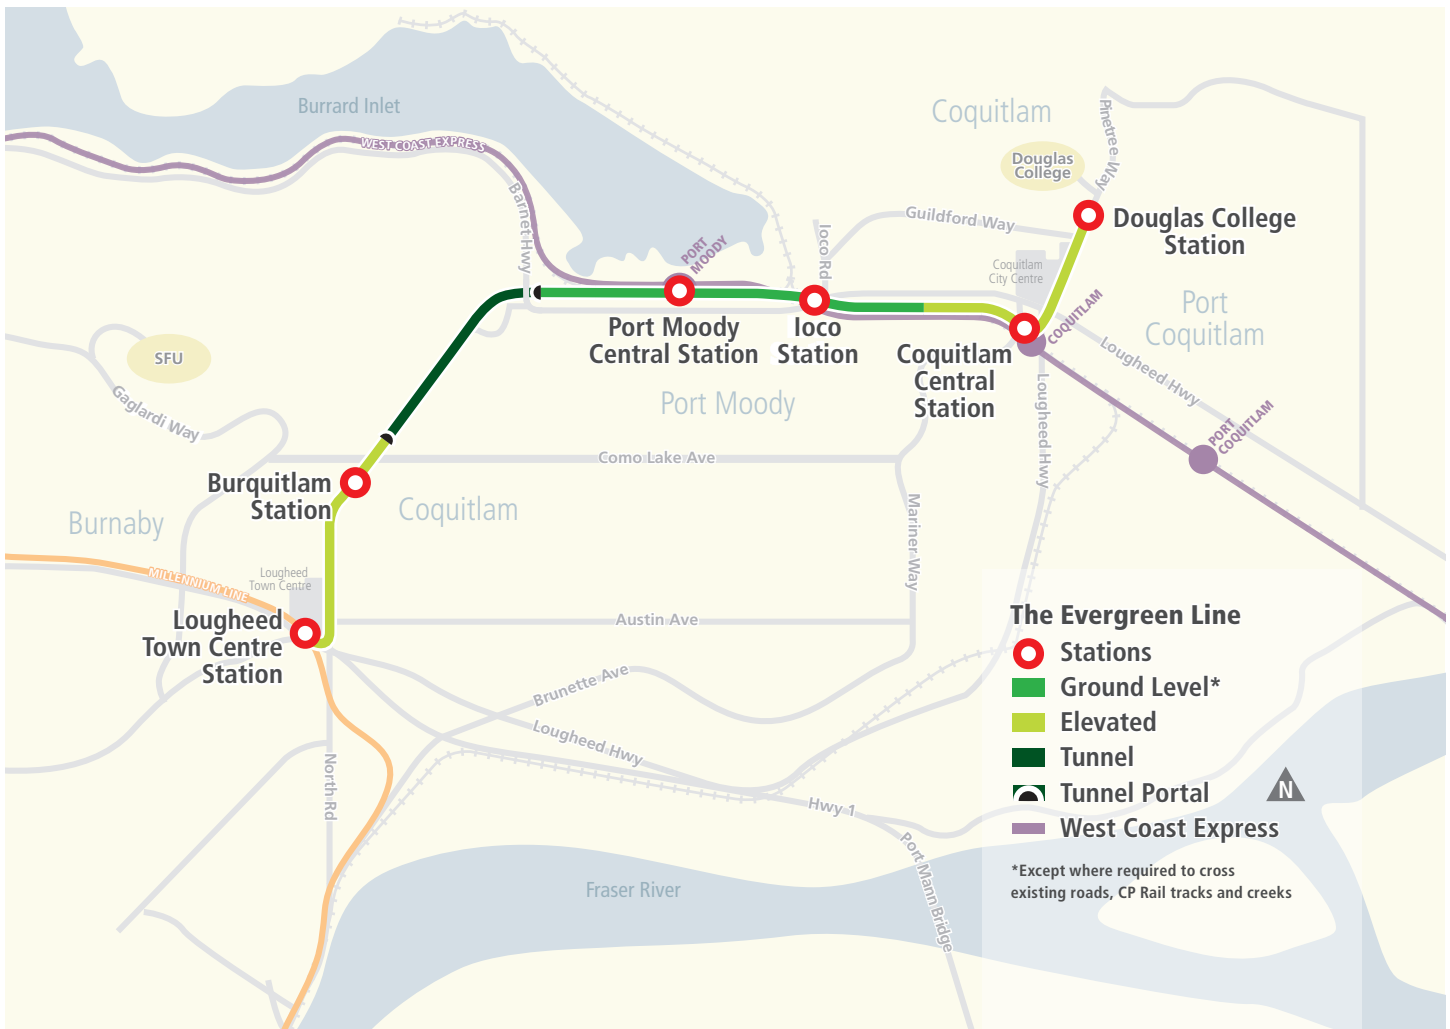 Burrard Inlet
WEST COAST EXPRESS
Coquitlam
Pinetree Way
Douglas
College
Barnet Hwy
PORT
MOODY
Ioco Rd
Guildford Way
Douglas College
Station
Coquitlam
City Centre
COQUITLAM
Port
Coquitlam
Port Moody
Central Station
Ioco
Station
Coquitlam
Central
Station
Lougheed Hwy
SFU
Gaglardi Way
Port Moody
Lougheed Hwy
PORT
COQUITLAM
Como Lake Ave
Burquitlam
Station
Coquitlam
Burnaby
Mariner Way
MILLENNIUM LINE
Lougheed
Town Centre
Lougheed
Town Centre
Station
Austin Ave
Brunette Ave
Lougheed Hwy
North Rd
Hwy 1
Port Mann Bridge
Fraser River
The Evergreen Line
Stations
Ground Level*
Elevated
Tunnel
Tunnel Portal
N
West Coast Express
*Except where required to cross
existing roads, CP Rail tracks and creeks